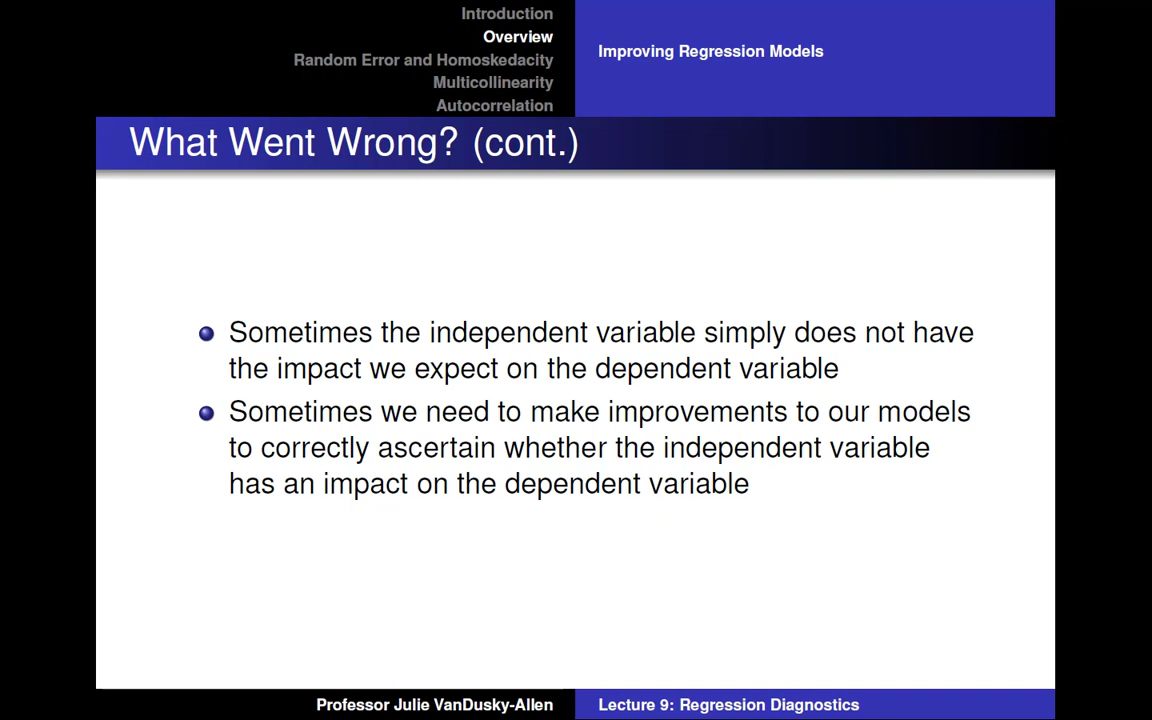 Introduction
Overview
Random Error and Homoskedacity
Multicollinearity
Autocorrelation
Improving Regression Models
What Went Wrong? (cont.)
Sometimes the independent variable simply does not have
the impact we expect on the dependent variable
Sometimes we need to make improvements to our models
to correctly ascertain whether the independent variable
has an impact on the dependent variable
Professor Julie VanDusky-Allen
Lecture 9: Regression Diagnostics